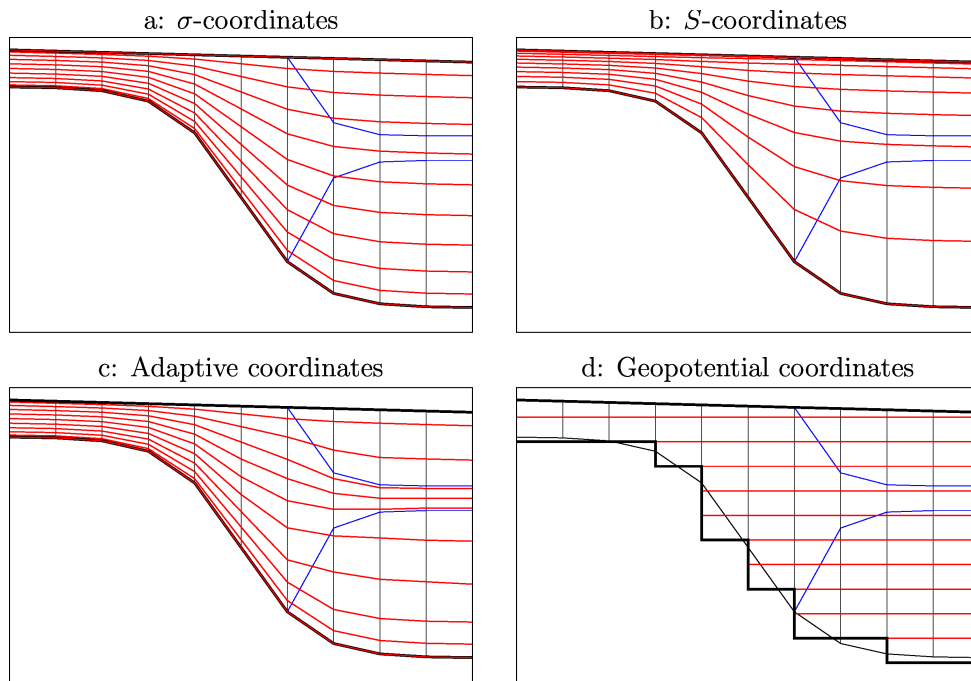 a: σ-coordinates
b: S-coordinates
c: Adaptive coordinates
d: Geopotential coordinates